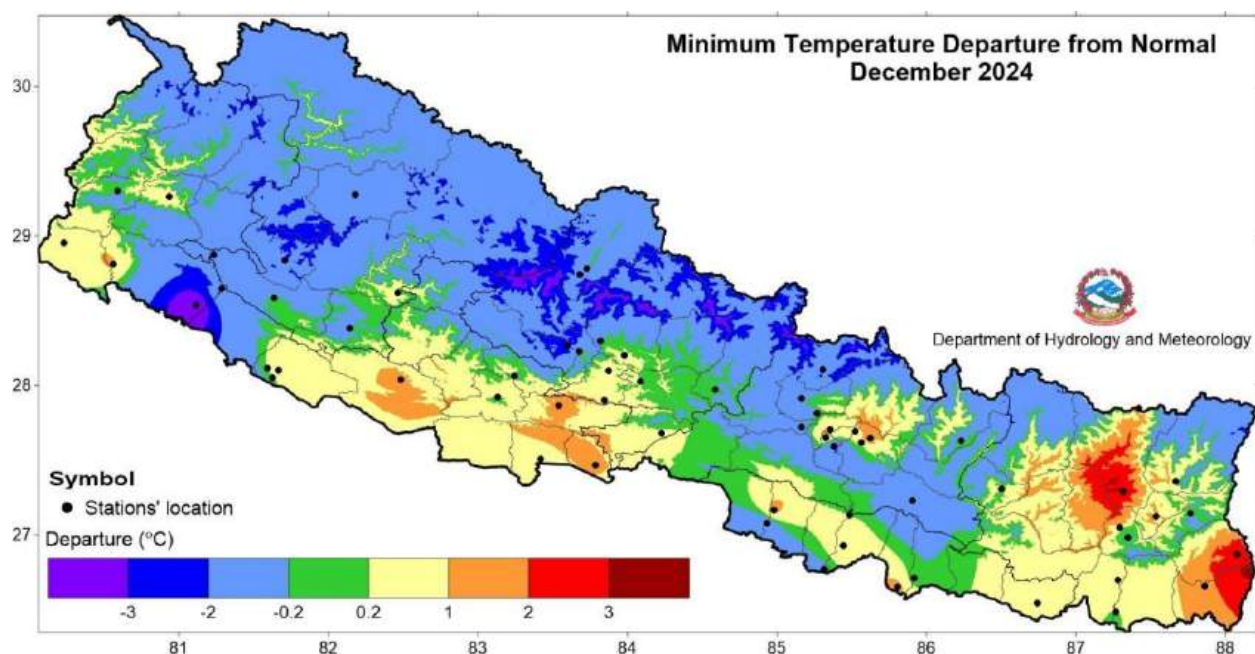 Minimum Temperature Departure from Normal
December 2024
30
29
28
27
Department of Hydrology and Meteorology
Symbol
Stations' location
Departure (°C)
-3 -2 -0.2 0.2 1 2 3
81 82 83 84 85 86 87 88